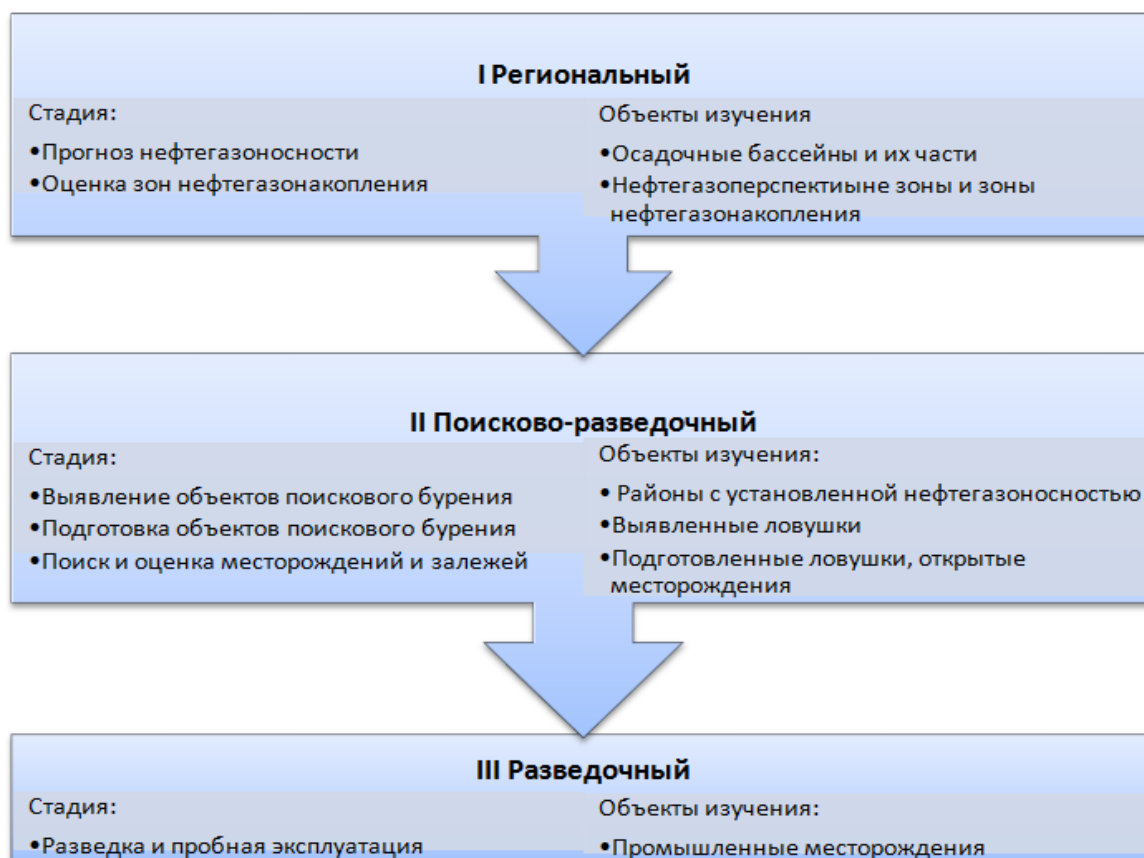 I Региональный
Стадия:
•Прогноз нефтегазоносности
•Оценка зон нефтегазонакопления
Объекты изучения
•Осадочные бассейны и их части
•Нефтегазоперспектиыне зоны и зоны
нефтегазонакопления
II Поисково-разведочный
Стадия:
•Выявление объектов поискового бурения
•Подготовка объектов поискового бурения
•Поиск и оценка месторождений и залежей
Объекты изучения:
• Районы с установленной нефтегазоносностью
•Выявленные ловушки
•Подготовленные ловушки, открытые
месторождения
III Разведочный
Стадия:
•Разведка и пробная эксплуатация
Объекты изучения:
•Промышленные месторождения